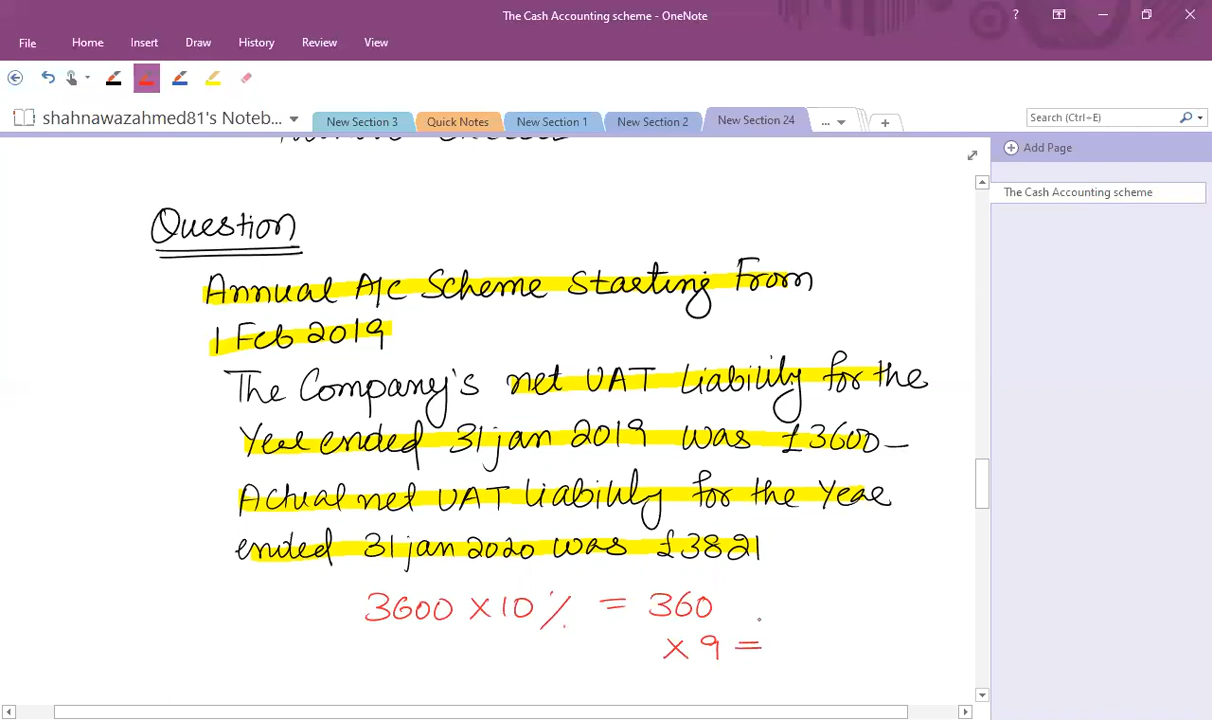 The Cash Accounting scheme - OneNote
?
File Home Insert Draw History Review View
shahnawazahmed81's Noteb...
New Section 3
Quick Notes
New Section 1
New Section 2
New Section 24
...
Search (Ctrl+E)
Add Page
The Cash Accounting scheme
Question
Annual A/c Scheme Starting From
1 Feb 2019
The Company's net VAT liability for the
Year ended 31 jan 2019 was £3600-
Actual net VAT liability for the Year
ended 31 jan 2020 was £3821
3600 × 10% = 360
× 9 =